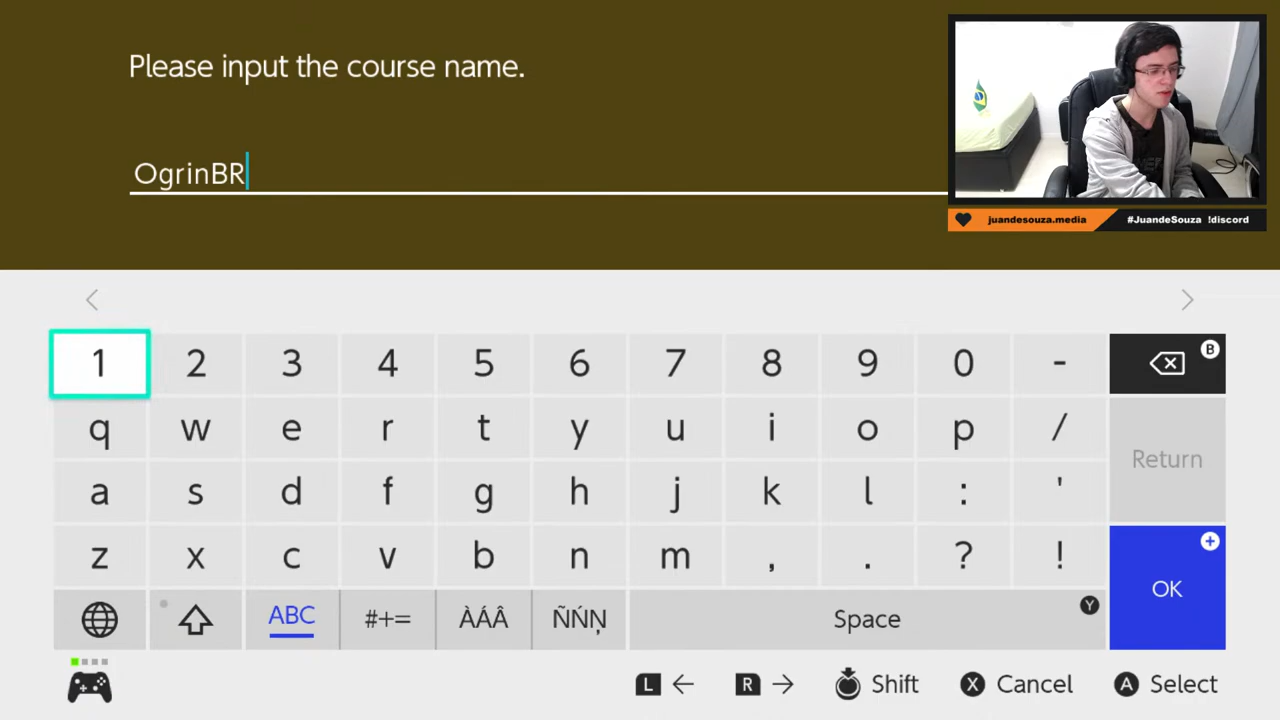 Please input the course name.
OgrinBR
juandesouza.media #JuandeSouza !discord
1 2 3 4 5 6 7 8 9 0 - B
q w e r t y u i o p /
Return
a s d f g h j k l : '
z x c v b n m , . ? ! +
OK
ABC #+= ÀÁÂ ÑŃŅ Space Y
L ← R → Shift X Cancel A Select